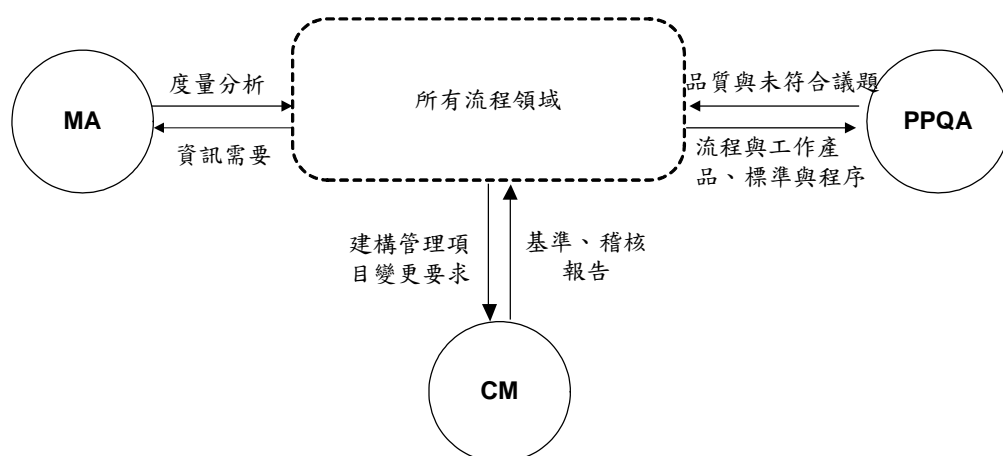 度量分析
MA
資訊需要
所有流程領域
品質與未符合議題
PPQA
流程與工作產
品、標準與程序
建構管理項
目變更要求
基準、稽核
報告
CM